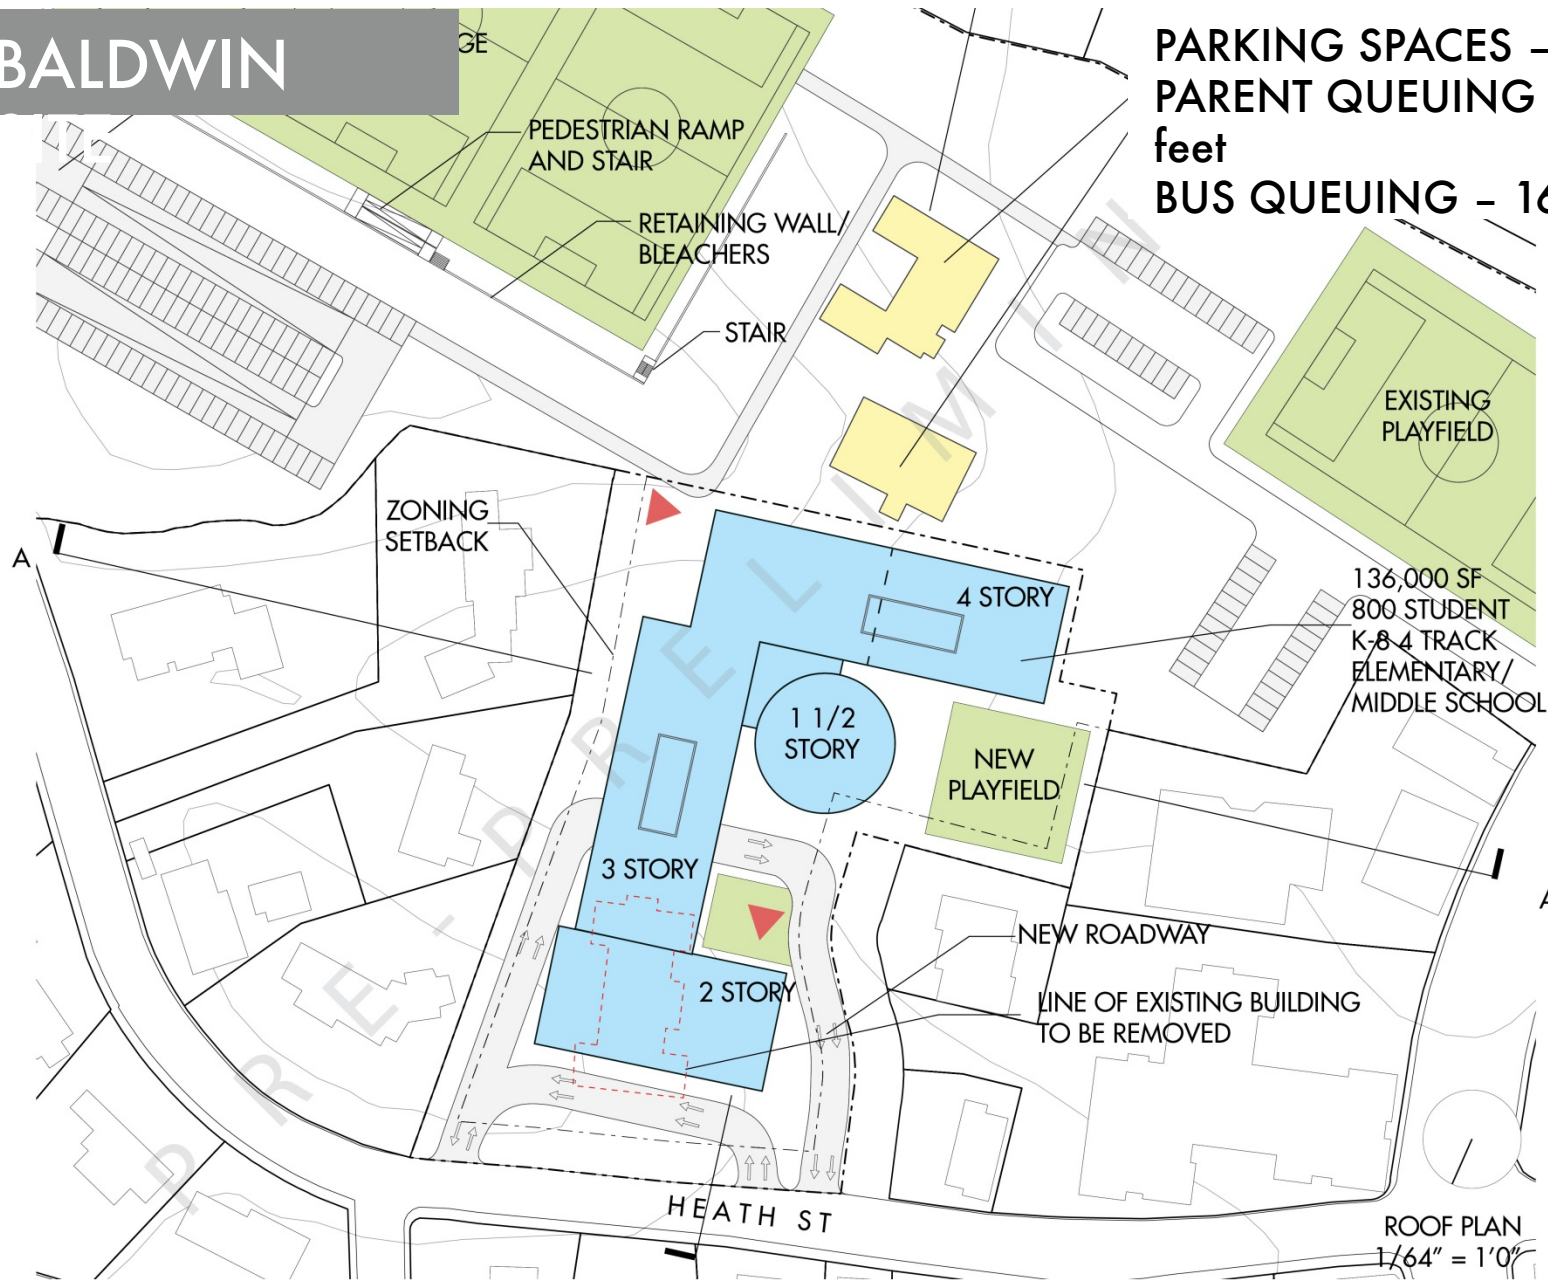 BALDWIN
PARKING SPACES –
PARENT QUEUING
feet
BUS QUEUING –
PEDESTRIAN RAMP
AND STAIR
RETAINING WALL/
BLEACHERS
STAIR
EXISTING
PLAYFIELD
ZONING
SETBACK
A
4 STORY
136,000 SF
800 STUDENT
K-8 4 TRACK
ELEMENTARY/
MIDDLE SCHOOL
1 1/2
STORY
NEW
PLAYFIELD
3 STORY
NEW ROADWAY
2 STORY
LINE OF EXISTING BUILDING
TO BE REMOVED
HEATH ST
ROOF PLAN
1/64" = 1'0"
PRE-PRELIMIN